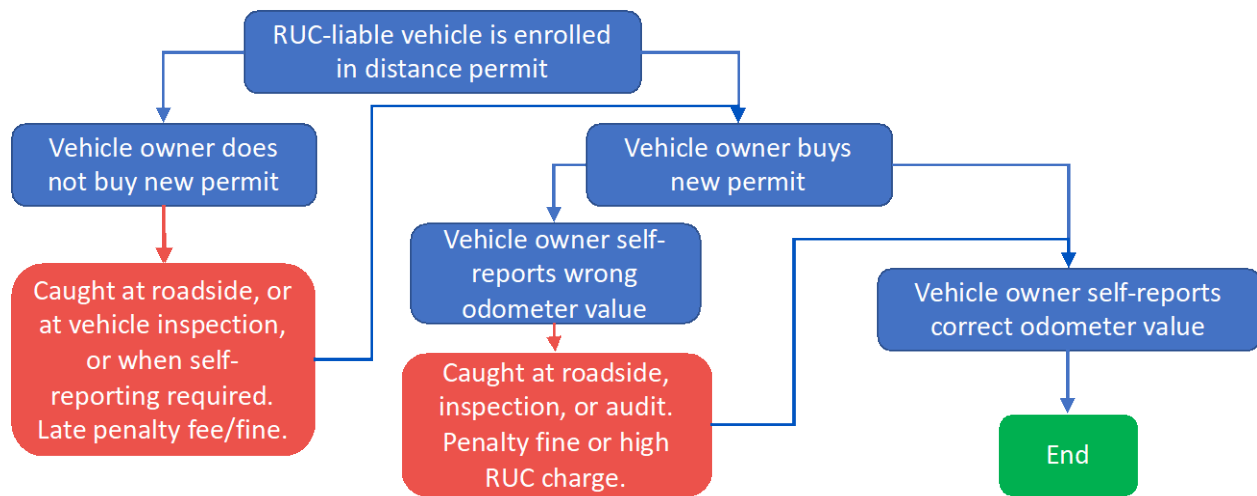 RUC-liable vehicle is enrolled
in distance permit
Vehicle owner does
not buy new permit
Vehicle owner buys
new permit
Caught at roadside, or
at vehicle inspection,
or when self-
reporting required.
Late penalty fee/fine.
Vehicle owner self-
reports wrong
odometer value
Vehicle owner self-reports
correct odometer value
Caught at roadside,
inspection, or audit.
Penalty fine or high
RUC charge.
End